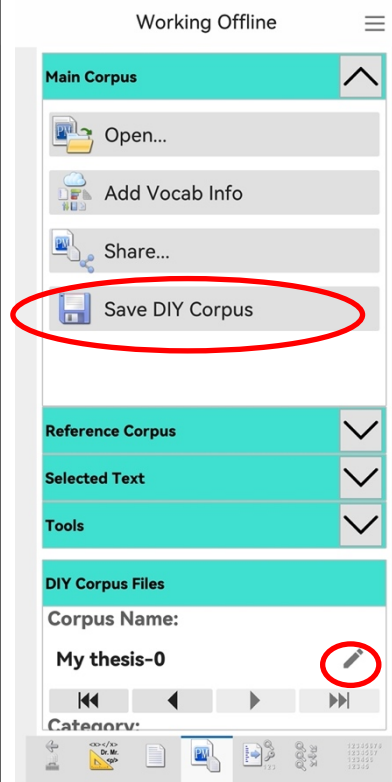 Working Offline
Main Corpus
Open...
Add Vocab Info
Share...
Save DIY Corpus
Reference Corpus
Selected Text
Tools
DIY Corpus Files
Corpus Name:
My thesis-0
Category: